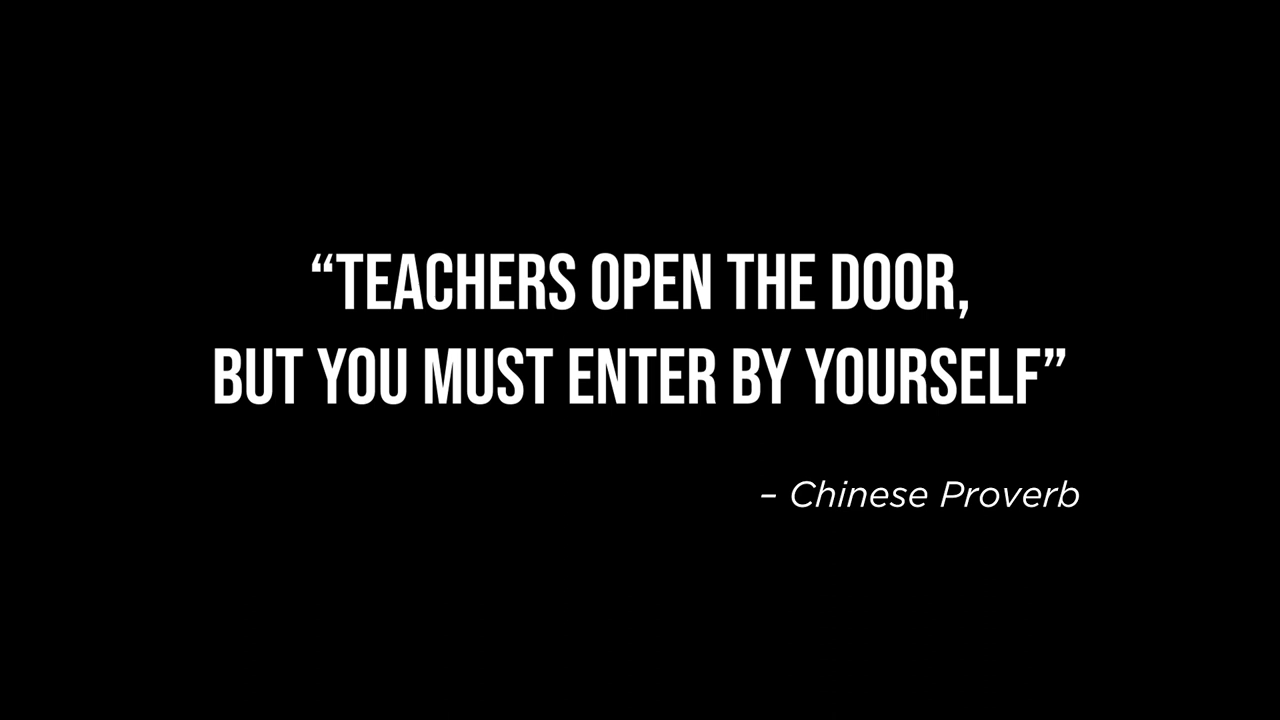 “TEACHERS OPEN THE DOOR,
BUT YOU MUST ENTER BY YOURSELF”
– Chinese Proverb